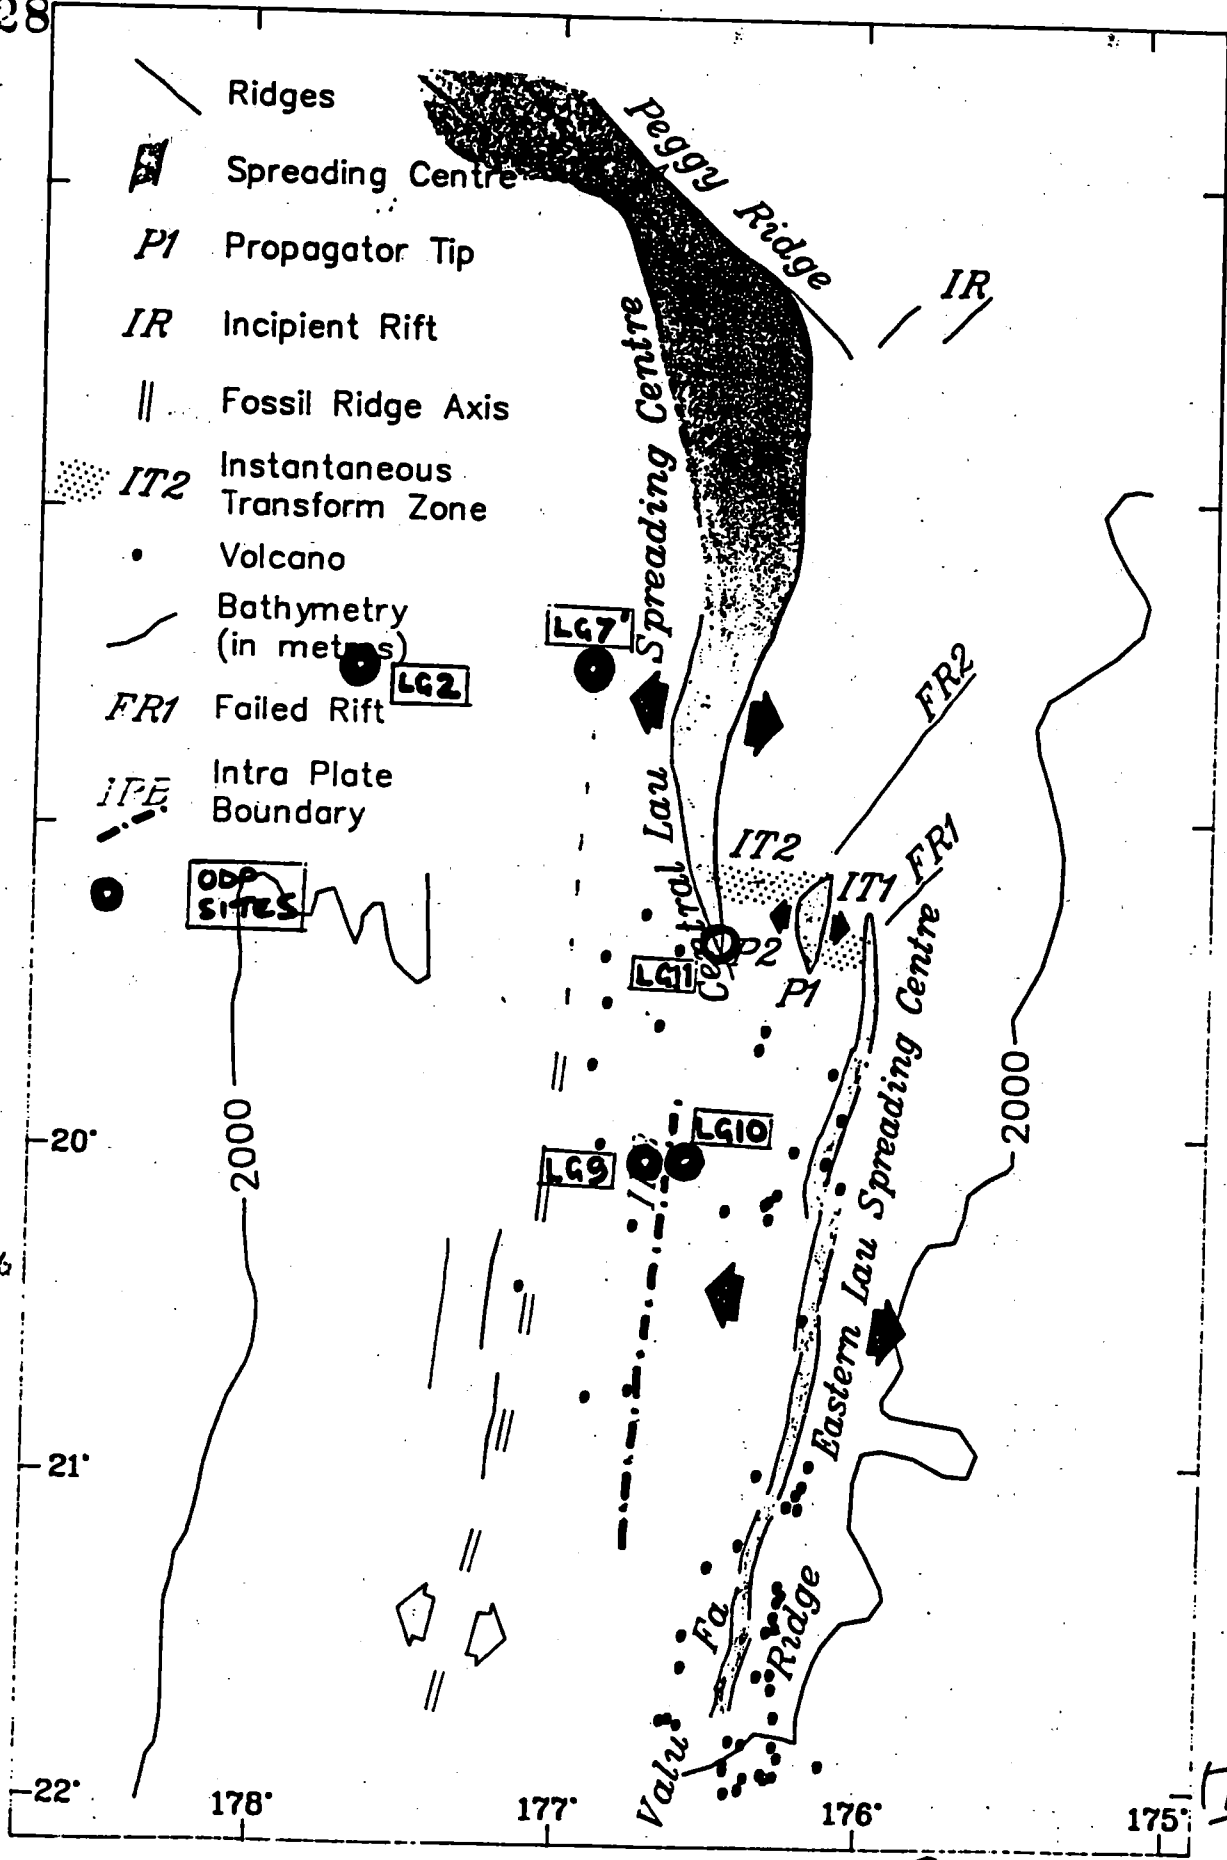 28
Ridges
Spreading Centre
P1 Propagator Tip
IR Incipient Rift
Fossil Ridge Axis
IT2 Instantaneous
Transform Zone
Volcano
Bathymetry
(in metres)
FR1 Failed Rift
IPB Intra Plate
Boundary
ODP
SITES
Peggy Ridge
IR
Central Lau Spreading Centre
LG7
LG2
FR2
FR1
IT2
IT1
P2
P1
LG11
Eastern Lau Spreading Centre
2000
2000
LG10
LG9
20°
21°
22°
Valu Fa Ridge
178°
177°
176°
175°